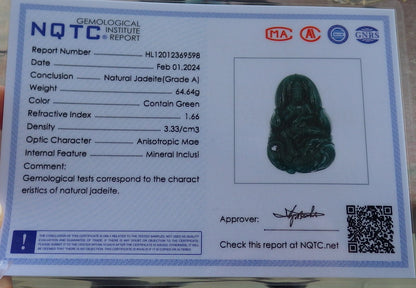 NQTC® GEMOLOGICAL INSTITUTE REPORT
MA
GNPS
Report Number HL12012369598
Date Feb 01,2024
Conclusion Natural Jadeite(Grade A)
Weight 64.64g
Color Contain Green
Refractive Index 1.66
Density 3.33/cm3
Optic Character Anisotropic Mae
Internal Feature Mineral Inclusi
Comment:
Gemological tests correspond to the charact
eristics of natural jadeite.
Approver:
Check this report at NQTC.net